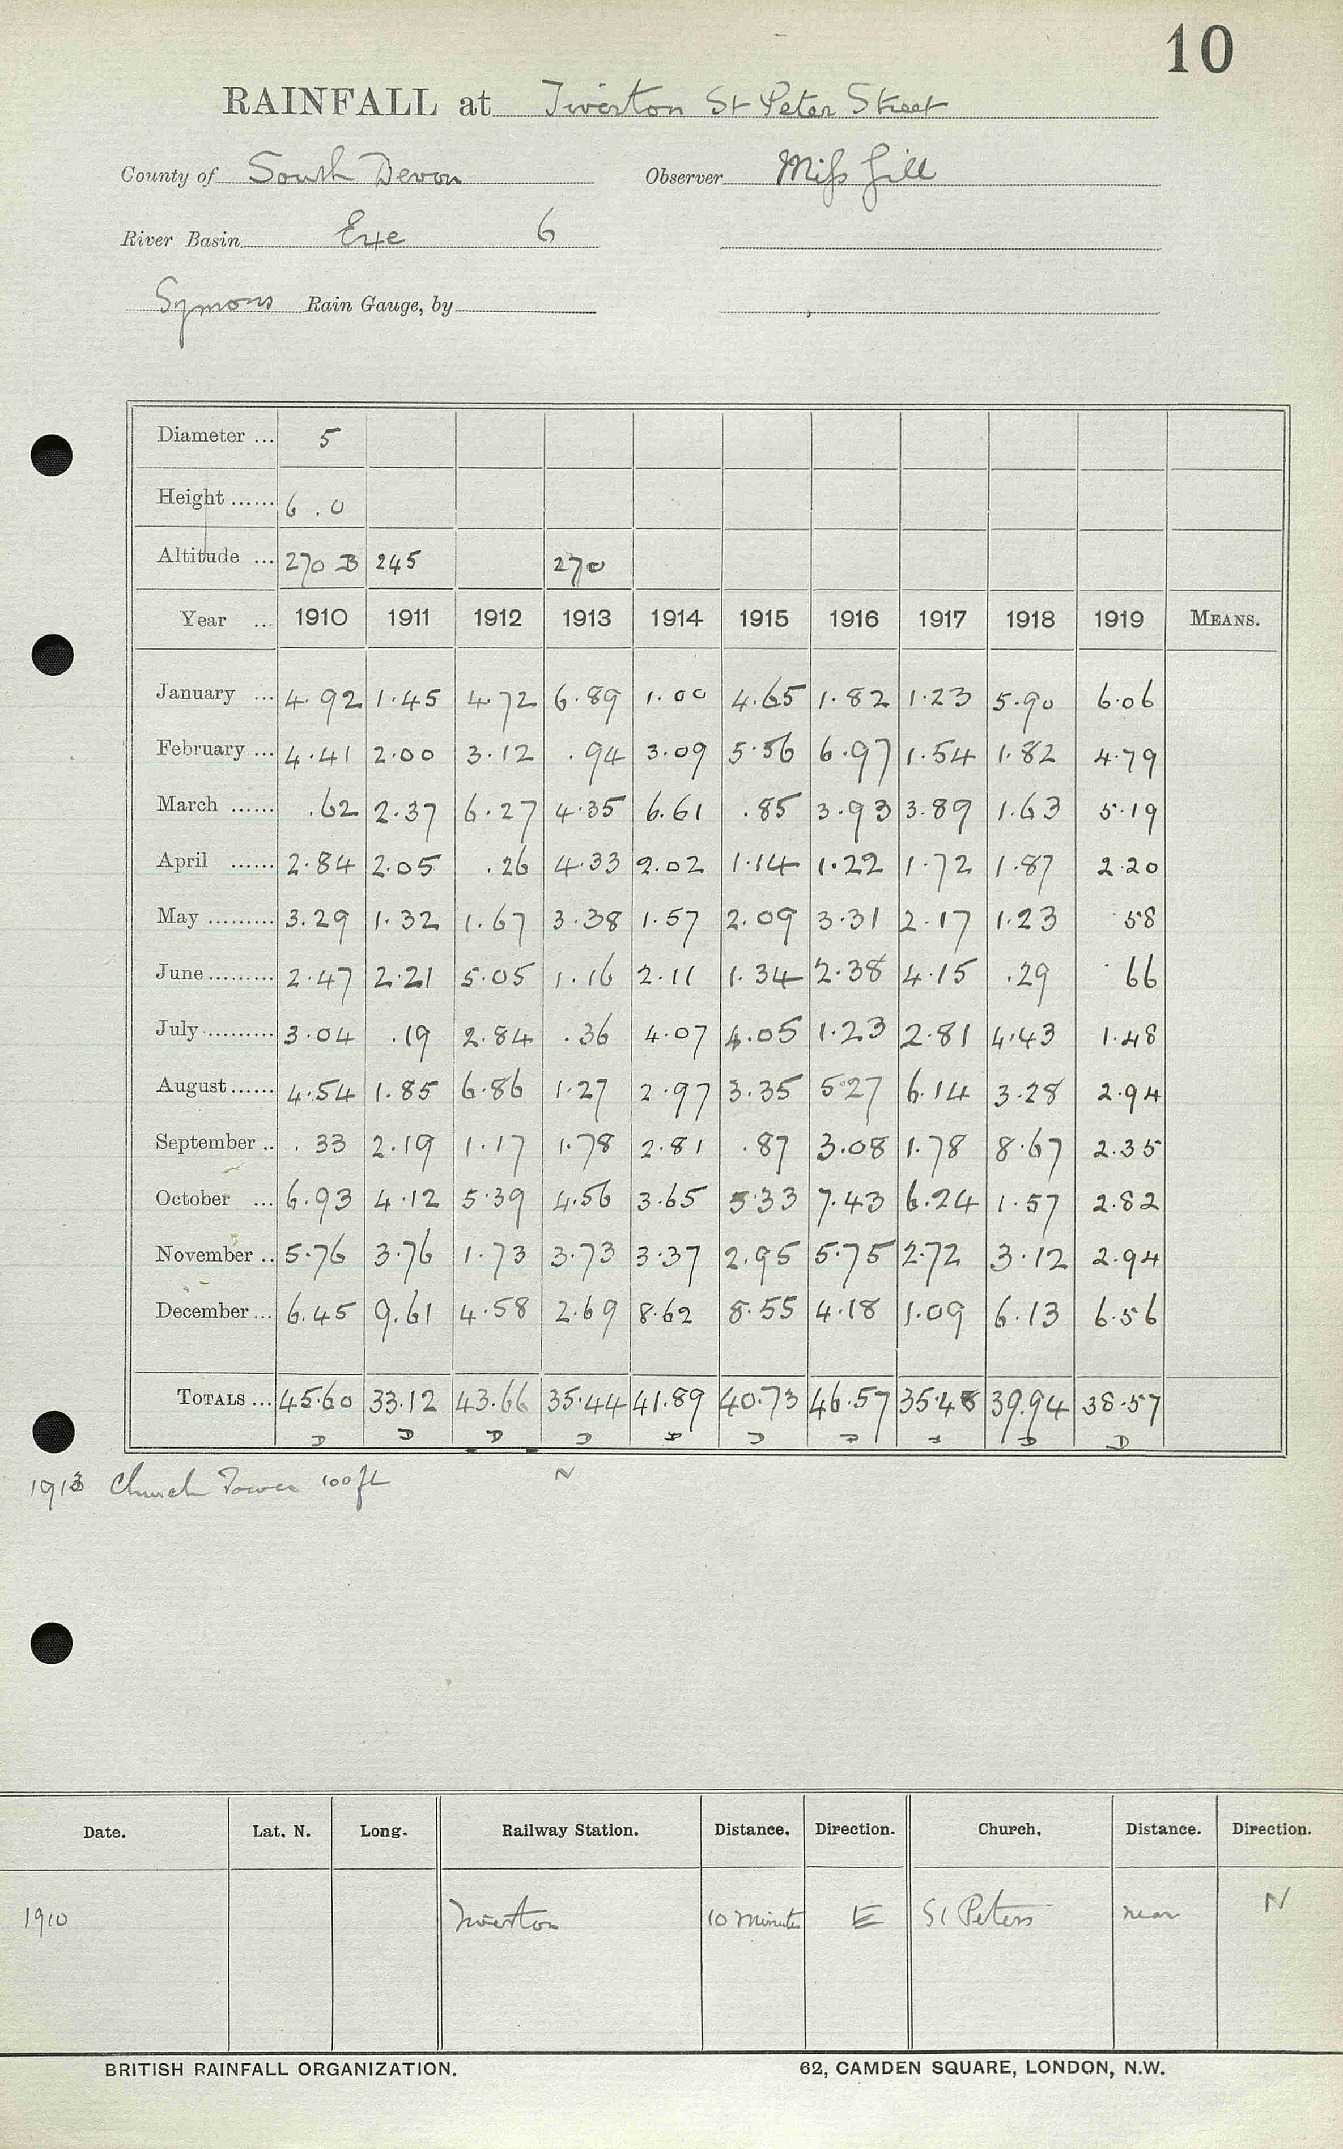 10
RAINFALL at Tiverton St Peter Street
County of South Devon Observer Miss Gill
River Basin Exe 6
Symons Rain Gauge, by
Diameter ... 5
Height ...... 6 . 0
Altitude ... 270 B 245 270
Year ... 1910 1911 1912 1913 1914 1915 1916 1917 1918 1919 MEANS.
January ... 4.92 1.45 4.72 6.89 1.00 4.65 1.82 1.23 5.90 6.06
February ... 4.41 2.00 3.12 .94 3.09 5.56 6.97 1.54 1.82 4.79
March ...... .62 2.37 6.27 4.35 6.61 .85 3.93 3.89 1.63 5.19
April ...... 2.84 2.05 .26 4.33 2.02 1.14 1.22 1.72 1.87 2.20
May ......... 3.29 1.32 1.67 3.38 1.57 2.09 3.31 2.17 1.23 .58
June ......... 2.47 2.21 5.05 1.16 2.11 1.34 2.38 4.15 .29 .66
July .......... 3.04 .19 2.84 .36 4.07 4.05 1.23 2.81 4.43 1.48
August ...... 4.54 1.85 6.86 1.27 2.97 3.35 5.27 6.14 3.28 2.94
September .. .33 2.19 1.17 1.78 2.81 .87 3.08 1.78 8.67 2.35
October ... 6.93 4.12 5.39 4.56 3.65 5.33 7.43 6.24 1.57 2.82
November .. 5.76 3.76 1.73 3.73 3.37 2.95 5.75 2.72 3.12 2.94
December ... 6.45 9.61 4.58 2.69 8.62 8.55 4.18 1.09 6.13 6.56
TOTALS ... 45.60 33.12 43.66 35.44 41.89 40.73 46.57 35.48 39.94 38.57
D D D D D D D D D D
1913 Church Tower 100 ft N
Date. Lat. N. Long. Railway Station. Distance. Direction. Church. Distance. Direction.
1910 Tiverton 10 minutes E St Peters near N
BRITISH RAINFALL ORGANIZATION. 62, CAMDEN SQUARE, LONDON, N.W.